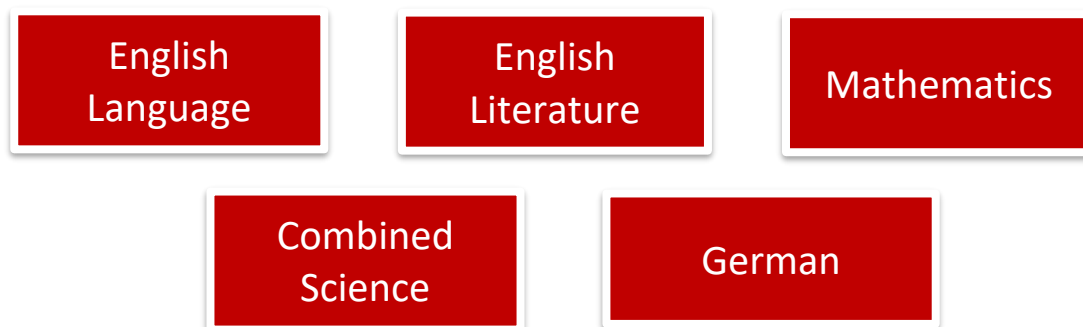 English
Language
English
Literature
Mathematics
Combined
Science
German